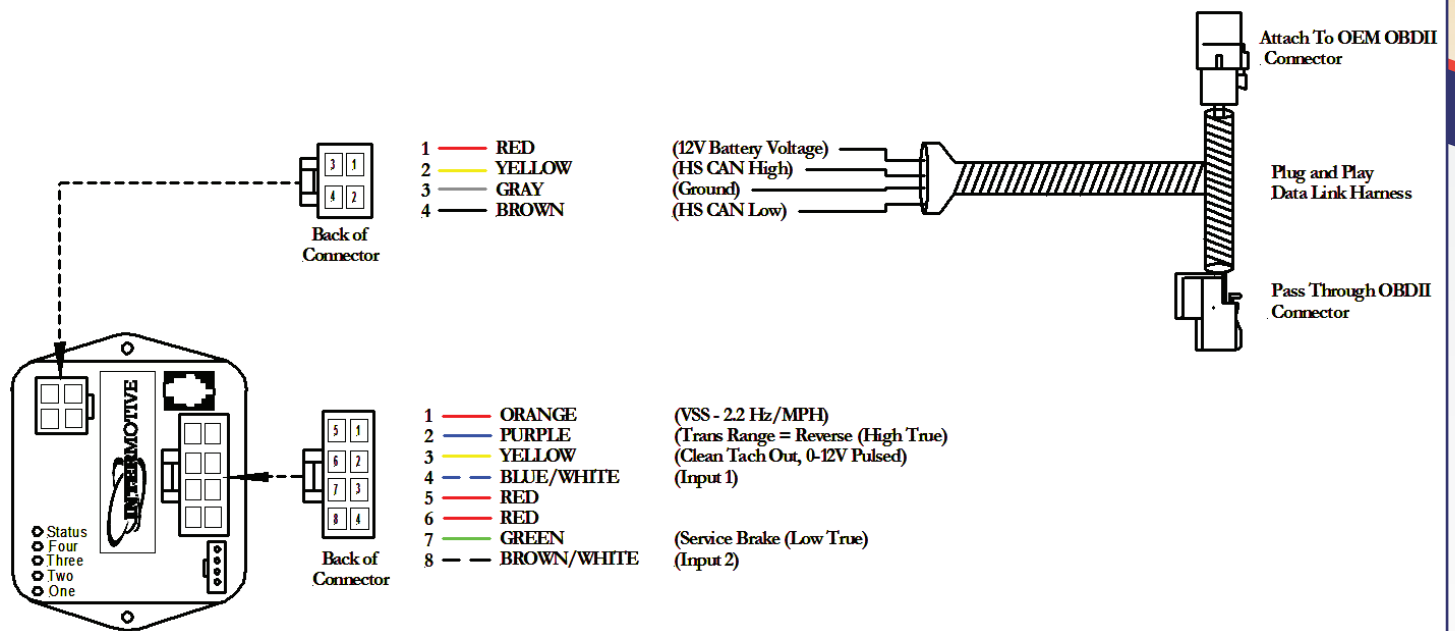 Attach To OEM OBDII
Connector
3 1
4 2
Back of
Connector
1 RED (12V Battery Voltage)
2 YELLOW (HS CAN High)
3 GRAY (Ground)
4 BROWN (HS CAN Low)
Plug and Play
Data Link Harness
Pass Through OBDII
Connector
INTERMOTIVE
Status
Four
Three
Two
One
5 1
6 2
7 3
8 4
Back of
Connector
1 ORANGE (VSS - 2.2 Hz/MPH)
2 PURPLE (Trans Range = Reverse (High True)
3 YELLOW (Clean Tach Out, 0-12V Pulsed)
4 BLUE/WHITE (Input 1)
5 RED
6 RED
7 GREEN (Service Brake (Low True)
8 BROWN/WHITE (Input 2)